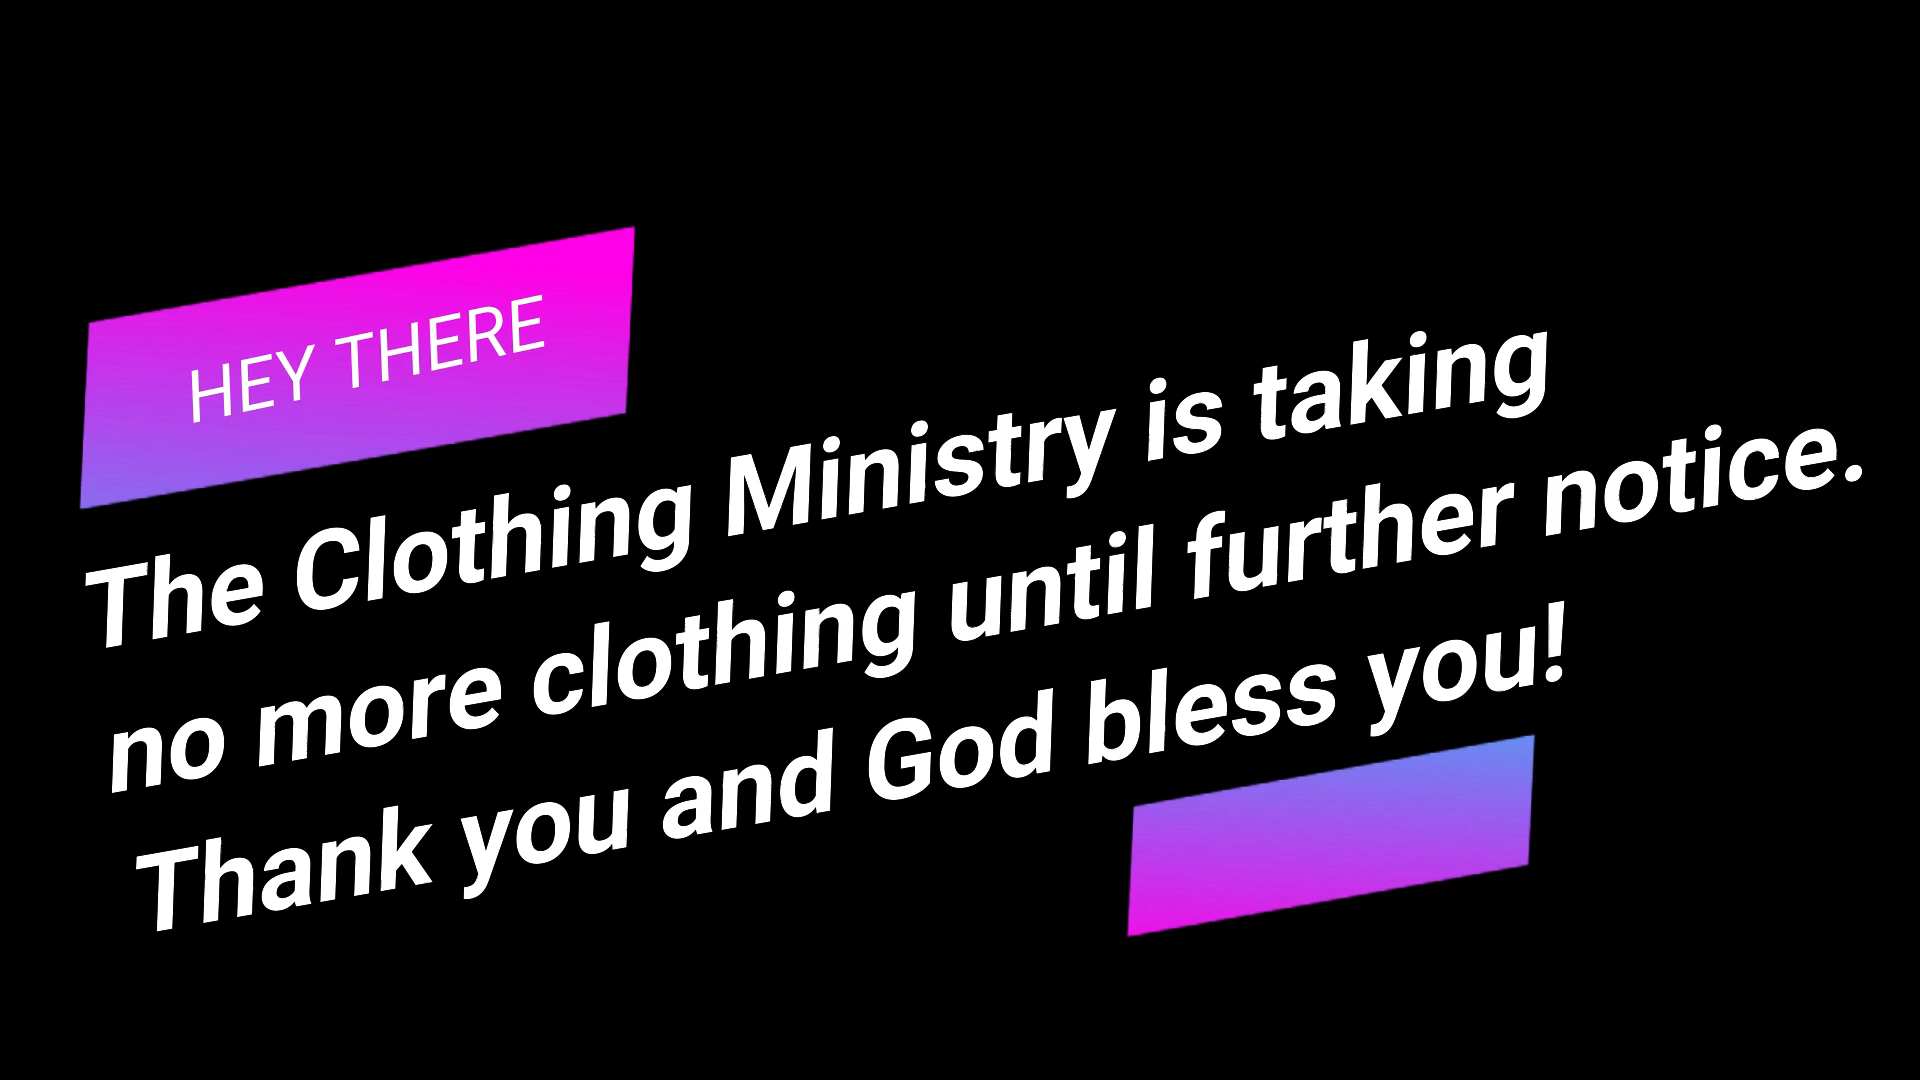 HEY THERE
The Clothing Ministry is taking
no more clothing until further notice.
Thank you and God bless you!